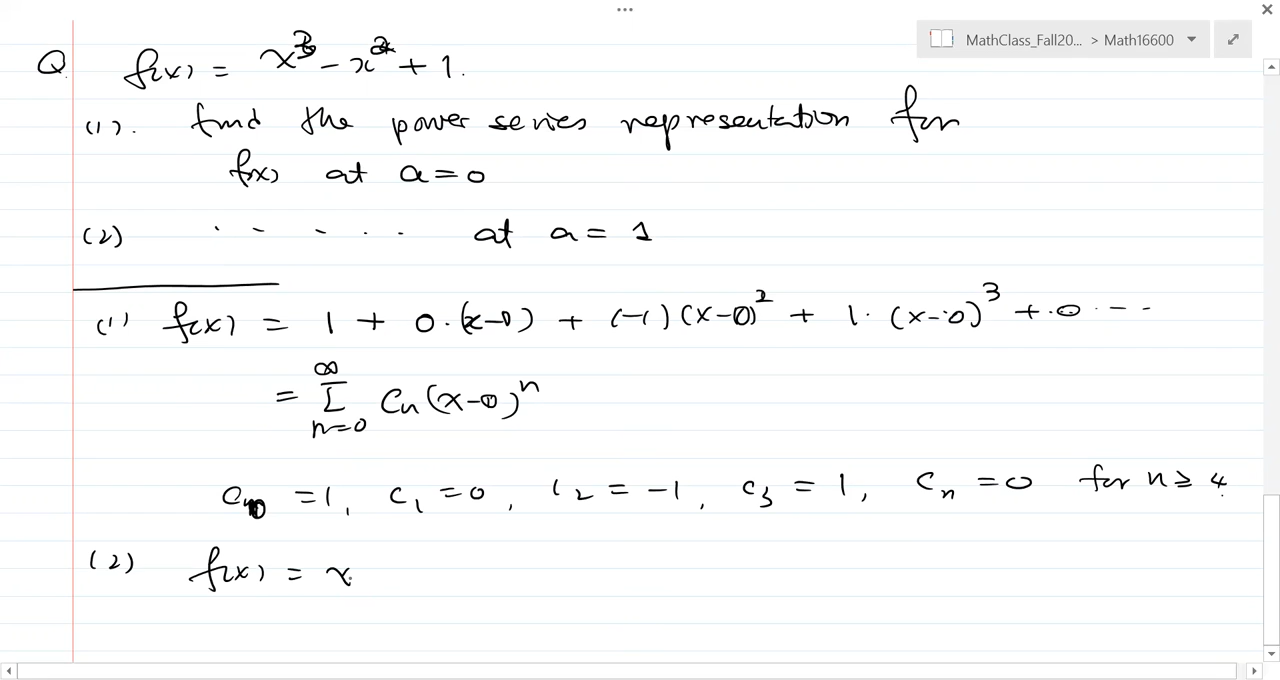 ...
MathClass_Fall20... > Math16600
Q. f(x) = x³ - x² + 1.
(1). find the power series representation for
f(x) at a=0
(2) . . . . . at a = 1
(1) f(x) = 1 + 0·(x-0) + (-1)(x-0)² + 1·(x-0)³ + 0 ...
= ∑_{n=0}^{∞} Cₙ(x-0)ⁿ
C₀ = 1, C₁ = 0, C₂ = -1, C₃ = 1, Cₙ = 0 for n ≥ 4.
(2) f(x) = x